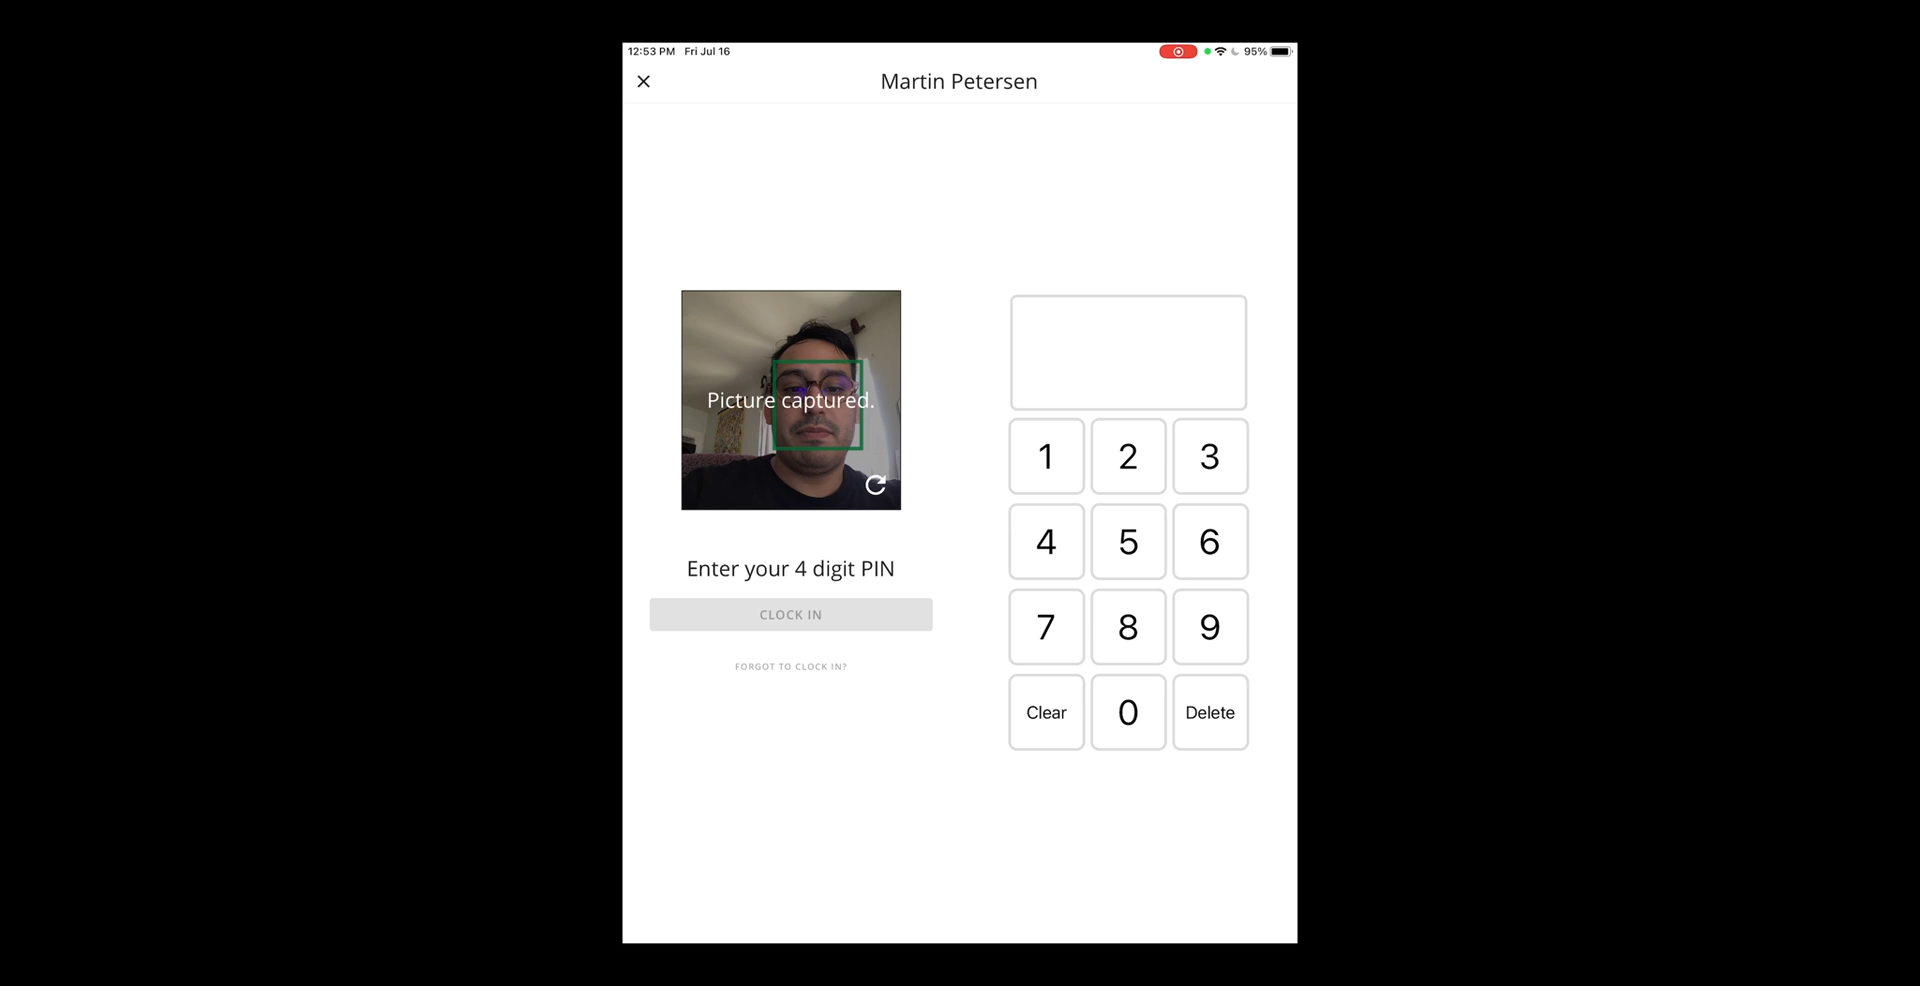 12:53 PM Fri Jul 16
95%
Martin Petersen
Picture captured.
Enter your 4 digit PIN
CLOCK IN
FORGOT TO CLOCK IN?
1 2 3
4 5 6
7 8 9
Clear 0 Delete